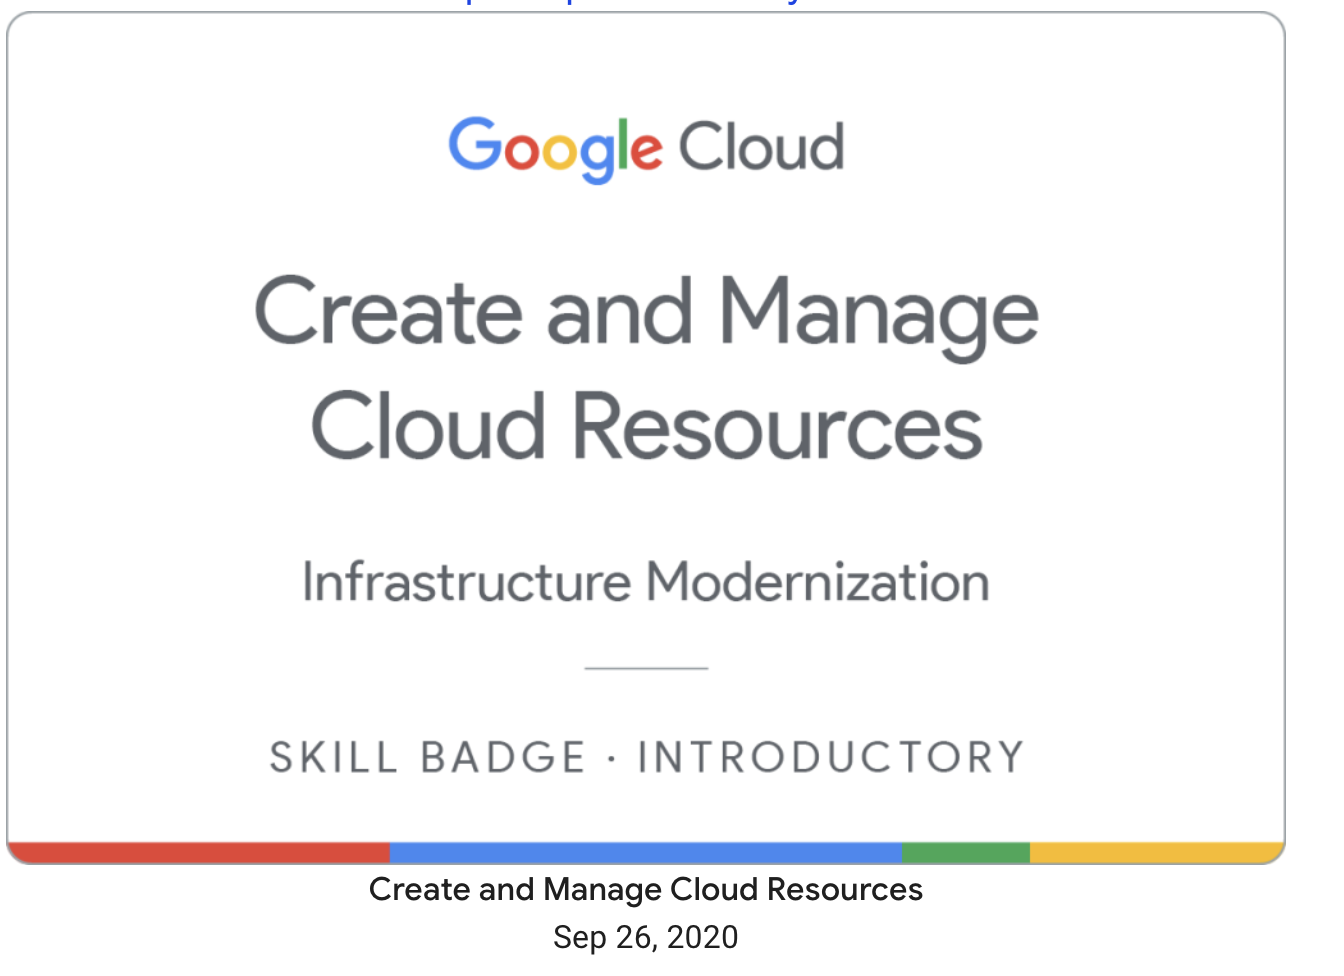 Google Cloud
Create and Manage
Cloud Resources
Infrastructure Modernization
SKILL BADGE · INTRODUCTORY
Create and Manage Cloud Resources
Sep 26, 2020